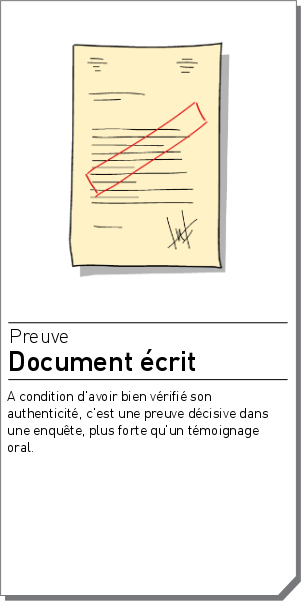 Preuve
Document écrit
A condition d'avoir bien vérifié son
authenticité, c'est une preuve décisive dans
une enquête, plus forte qu'un témoignage
oral.